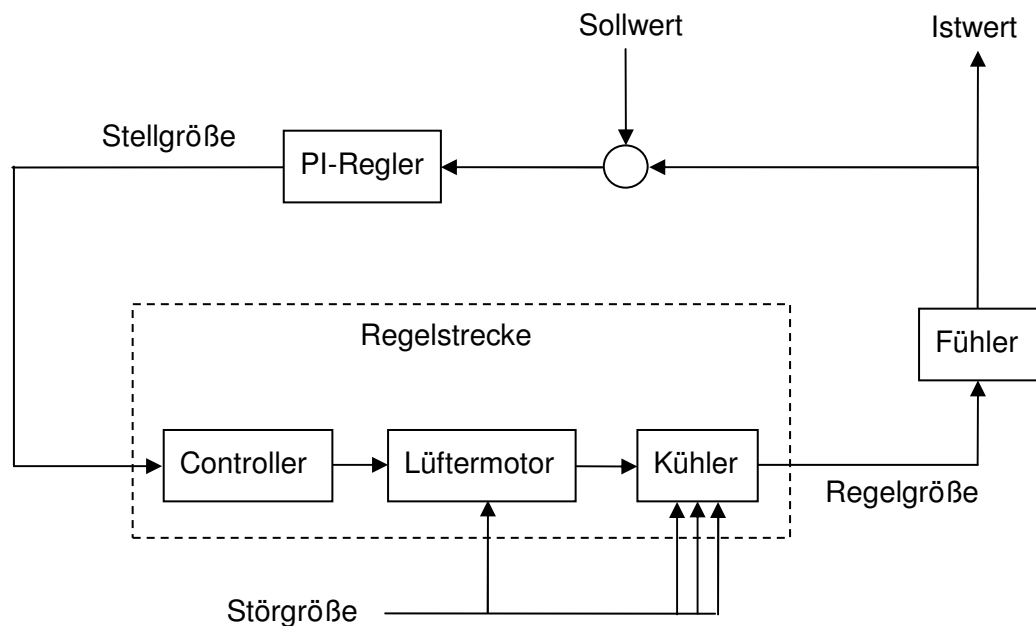 Sollwert
Istwert
Stellgröße
PI-Regler
Regelstrecke
Fühler
Controller
Lüftermotor
Kühler
Regelgröße
Störgröße